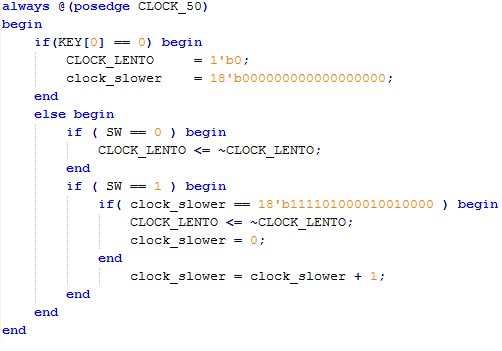 always @(posedge CLOCK_50)
begin
if(KEY[0] == 0) begin
CLOCK_LENTO = 1'b0;
clock_slower = 18'b000000000000000000;
end
else begin
if ( SW == 0 ) begin
CLOCK_LENTO <= ~CLOCK_LENTO;
end
if ( SW == 1 ) begin
if( clock_slower == 18'b111101000010010000 ) begin
CLOCK_LENTO <= ~CLOCK_LENTO;
clock_slower = 0;
end
clock_slower = clock_slower + 1;
end
end
end